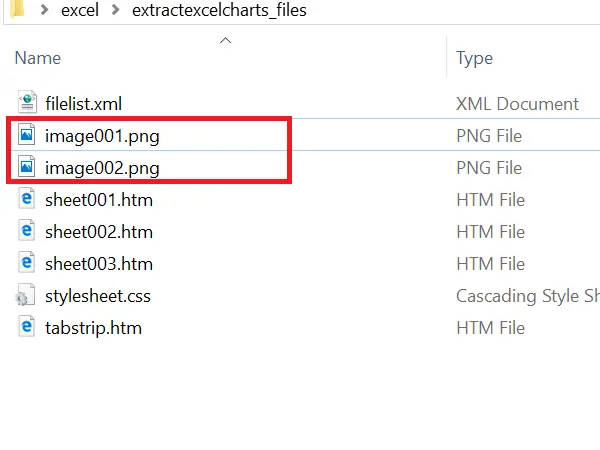 excel > extractexcelcharts_files
Name Type
filelist.xml XML Document
image001.png PNG File
image002.png PNG File
sheet001.htm HTM File
sheet002.htm HTM File
sheet003.htm HTM File
stylesheet.css Cascading Style Sh
tabstrip.htm HTM File